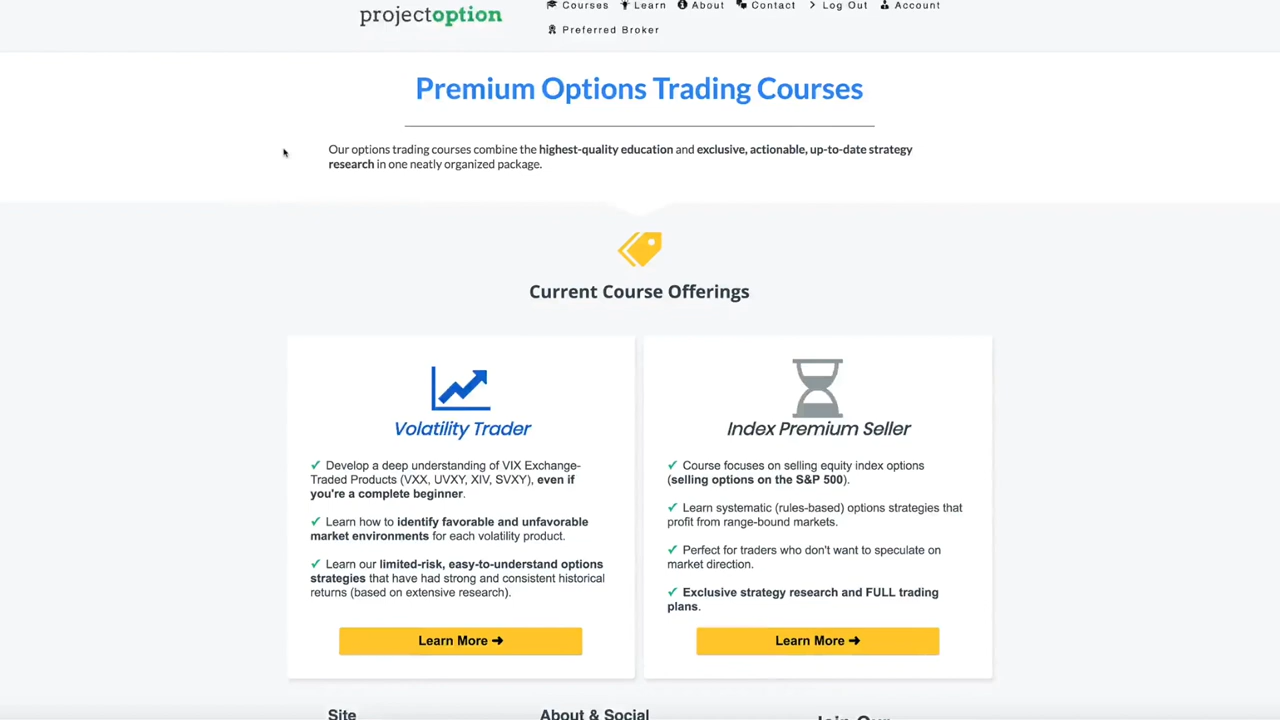 projectoption
Courses Learn About Contact Log Out Account
Preferred Broker
Premium Options Trading Courses
Our options trading courses combine the highest-quality education and exclusive, actionable, up-to-date strategy
research in one neatly organized package.
Current Course Offerings
Volatility Trader
✓ Develop a deep understanding of VIX Exchange-
Traded Products (VXX, UVXY, XIV, SVXY), even if
you're a complete beginner.
✓ Learn how to identify favorable and unfavorable
market environments for each volatility product.
✓ Learn our limited-risk, easy-to-understand options
strategies that have had strong and consistent historical
returns (based on extensive research).
Learn More ➜
Index Premium Seller
✓ Course focuses on selling equity index options
(selling options on the S&P 500).
✓ Learn systematic (rules-based) options strategies that
profit from range-bound markets.
✓ Perfect for traders who don't want to speculate on
market direction.
✓ Exclusive strategy research and FULL trading
plans.
Learn More ➜
Site
About & Social
Join Our